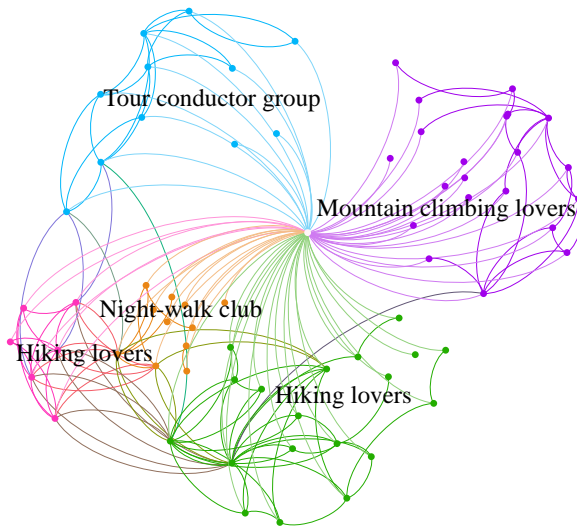 Tour conductor group
Mountain climbing lovers
Night-walk club
Hiking lovers
Hiking lovers